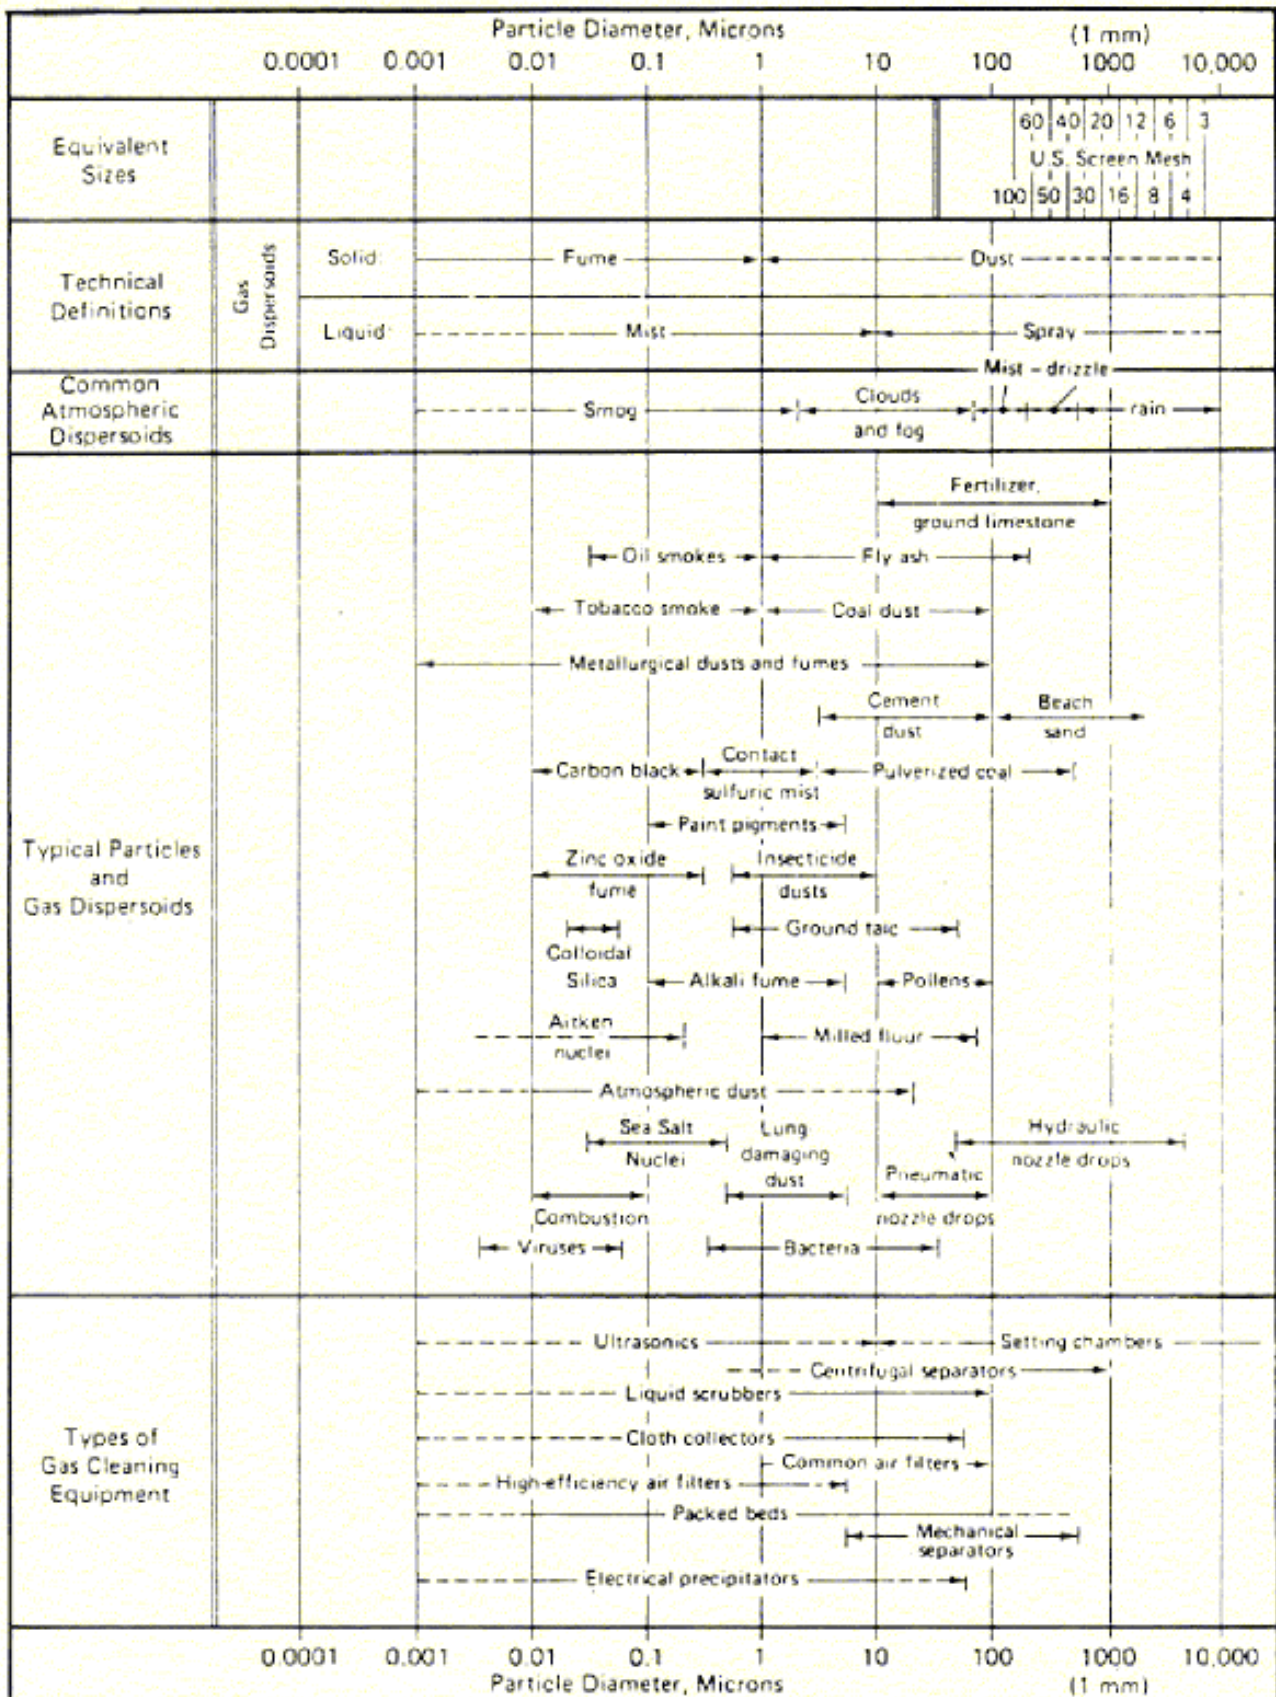 Particle Diameter, Microns (1 mm)
0.0001 0.001 0.01 0.1 1 10 100 1000 10,000
Equivalent
Sizes
60 40 20 12 6 3
U.S. Screen Mesh
100 50 30 16 8 4
Technical
Definitions
Gas
Dispersoids
Solid: Fume Dust
Liquid: Mist Spray
Common
Atmospheric
Dispersoids
Mist - drizzle
Smog
Clouds
and fog
rain
Typical Particles
and
Gas Dispersoids
Fertilizer,
ground limestone
Oil smokes Fly ash
Tobacco smoke Coal dust
Metallurgical dusts and fumes
Cement
dust
Beach
sand
Carbon black
Contact
sulfuric mist
Pulverized coal
Paint pigments
Zinc oxide
fume
Insecticide
dusts
Ground talc
Colloidal
Silica
Alkali fume Pollens
Aitken
nuclei
Milled flour
Atmospheric dust
Sea Salt
Nuclei
Lung
damaging
dust
Hydraulic
nozzle drops
Pneumatic
nozzle drops
Combustion
Viruses Bacteria
Types of
Gas Cleaning
Equipment
Ultrasonics Setting chambers
Centrifugal separators
Liquid scrubbers
Cloth collectors
Common air filters
High-efficiency air filters
Packed beds
Mechanical
separators
Electrical precipitators
0.0001 0.001 0.01 0.1 1 10 100 1000 10,000
Particle Diameter, Microns (1 mm)